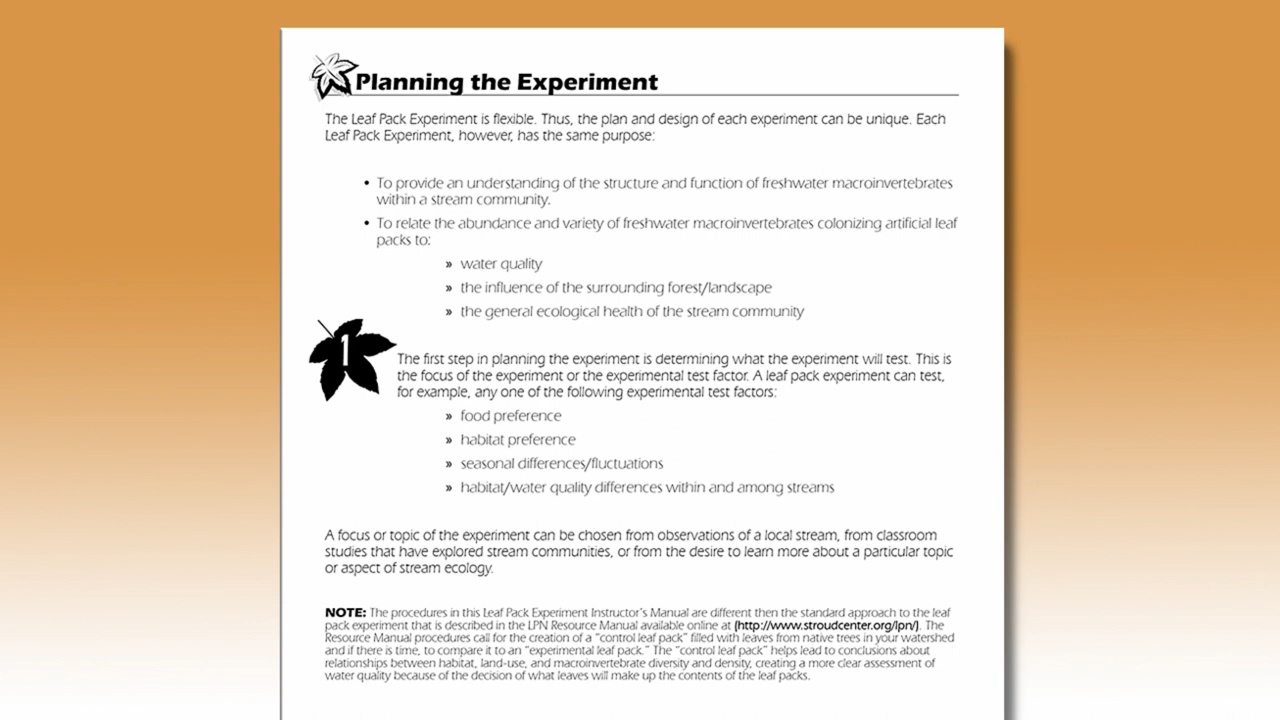 Planning the Experiment
The Leaf Pack Experiment is flexible. Thus, the plan and design of each experiment can be unique. Each
Leaf Pack Experiment, however, has the same purpose:
• To provide an understanding of the structure and function of freshwater macroinvertebrates
within a stream community.
• To relate the abundance and variety of freshwater macroinvertebrates colonizing artificial leaf
packs to:
» water quality
» the influence of the surrounding forest/landscape
» the general ecological health of the stream community
1
The first step in planning the experiment is determining what the experiment will test. This is
the focus of the experiment or the experimental test factor. A leaf pack experiment can test,
for example, any one of the following experimental test factors:
» food preference
» habitat preference
» seasonal differences/fluctuations
» habitat/water quality differences within and among streams
A focus or topic of the experiment can be chosen from observations of a local stream, from classroom
studies that have explored stream communities, or from the desire to learn more about a particular topic
or aspect of stream ecology.
NOTE: The procedures in this Leaf Pack Experiment Instructor's Manual are different then the standard approach to the leaf
pack experiment that is described in the LPN Resource Manual available online at (http://www.stroudcenter.org/lpn/). The
Resource Manual procedures call for the creation of a "control leaf pack" filled with leaves from native trees in your watershed
and if there is time, to compare it to an "experimental leaf pack." The "control leaf pack" helps lead to conclusions about
relationships between habitat, land-use, and macroinvertebrate diversity and density, creating a more clear assessment of
water quality because of the decision of what leaves will make up the contents of the leaf packs.